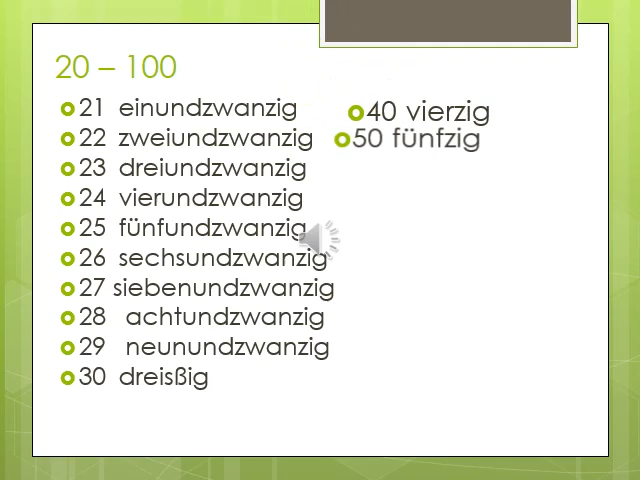 20 – 100
21 einundzwanzig
22 zweiundzwanzig
23 dreiundzwanzig
24 vierundzwanzig
25 fünfundzwanzig
26 sechsundzwanzig
27 siebenundzwanzig
28 achtundzwanzig
29 neunundzwanzig
30 dreisßig
40 vierzig
50 fünfzig